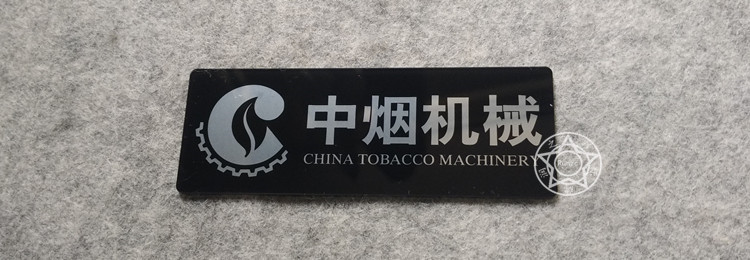 中烟机械
CHINA TOBACCO MACHINERY